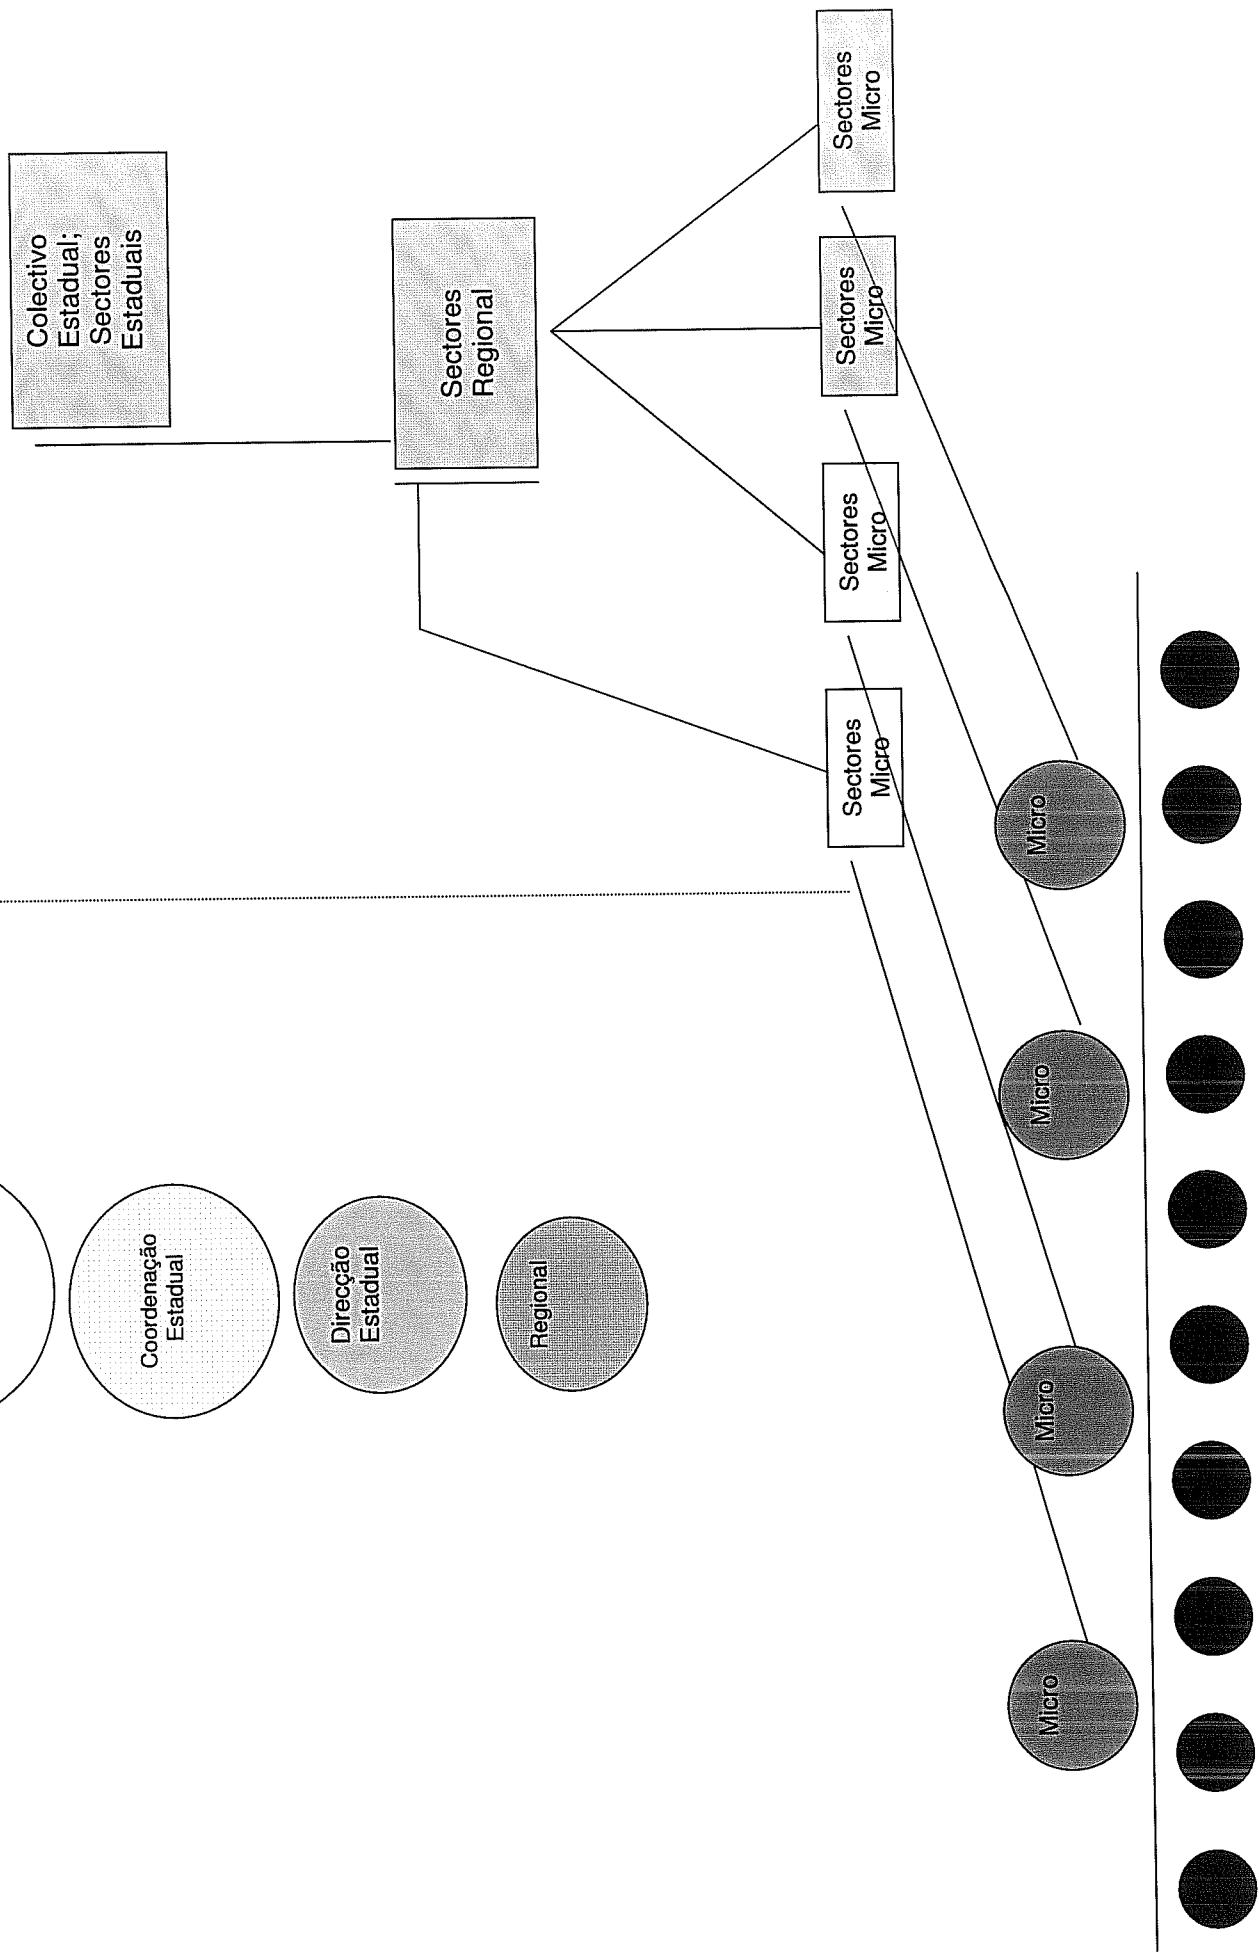 Colectivo
Estadual;
Sectores
Estaduais
Coordenação
Estadual
Direcção
Estadual
Sectores
Regional
Regional
Sectores
Micro
Sectores
Micro
Sectores
Micro
Sectores
Micro
Micro
Micro
Micro
Micro